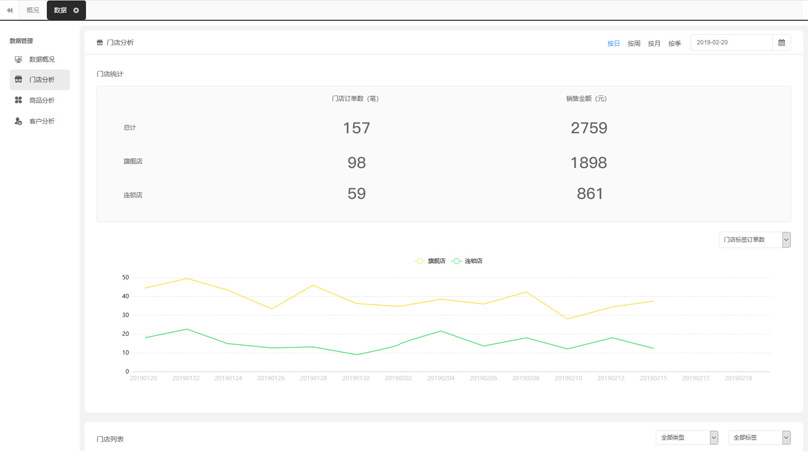 概况
数据
数据管理
数据概况
门店分析
商品分析
客户分析
门店分析
按日 按周 按月 按季 2019-02-20
门店统计
门店订单数（笔） 销售金额（元）
总计 157 2759
旗舰店 98 1898
连锁店 59 861
门店标签订单数
旗舰店 连锁店
50
40
30
20
10
0
20190120 20190122 20190124 20190126 20190128 20190130 20190202 20190204 20190206 20190208 20190210 20190212 20190215 20190217 20190219
门店列表 全部类型 全部标签